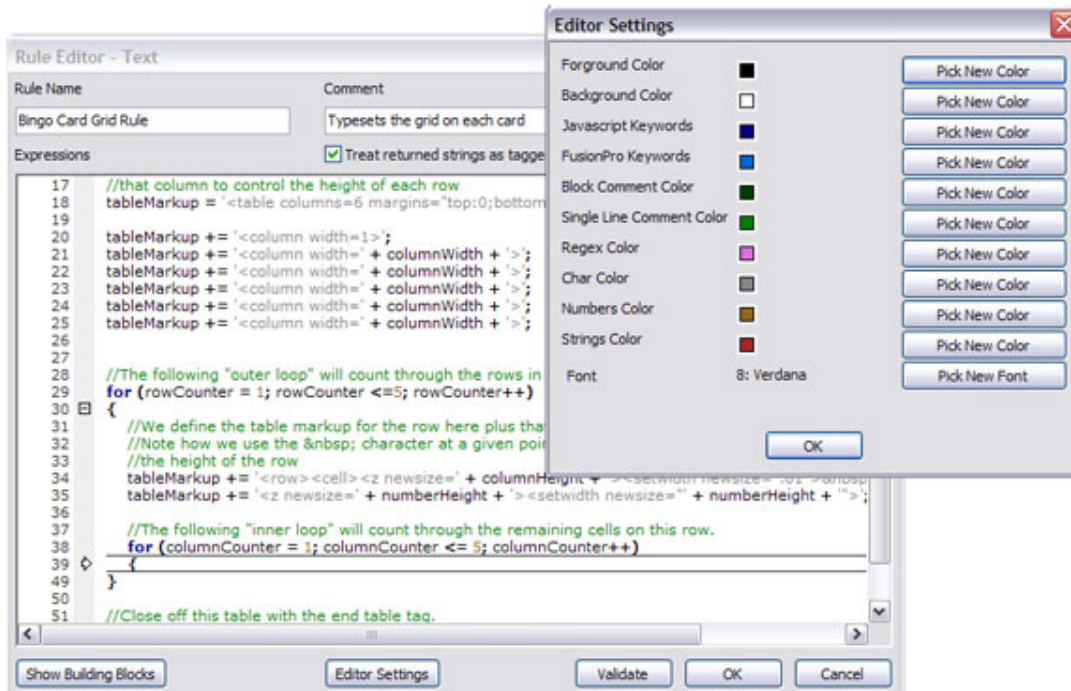 Editor Settings
Forground Color Pick New Color
Background Color Pick New Color
Javascript Keywords Pick New Color
FusionPro Keywords Pick New Color
Block Comment Color Pick New Color
Single Line Comment Color Pick New Color
Regex Color Pick New Color
Char Color Pick New Color
Numbers Color Pick New Color
Strings Color Pick New Color
Font 8: Verdana Pick New Font
OK
Rule Editor - Text
Rule Name Comment
Bingo Card Grid Rule Typesets the grid on each card
Expressions Treat returned strings as tagge
17 //that column to control the height of each row
18 tableMarkup = '<table columns=6 margins="top:0;bottom
19
20 tableMarkup += '<column width=1>';
21 tableMarkup += '<column width=' + columnWidth + '>';
22 tableMarkup += '<column width=' + columnWidth + '>';
23 tableMarkup += '<column width=' + columnWidth + '>';
24 tableMarkup += '<column width=' + columnWidth + '>';
25 tableMarkup += '<column width=' + columnWidth + '>';
26
27
28 //The following "outer loop" will count through the rows in
29 for (rowCounter = 1; rowCounter <=5; rowCounter++)
30 {
31 //We define the table markup for the row here plus that
32 //Note how we use the &nbsp; character at a given poin
33 //the height of the row
34 tableMarkup += '<row><cell><z newsize=' + columnHeight + '><setwidth newsize=".01">&nbsp
35 tableMarkup += '<z newsize=' + numberHeight + '><setwidth newsize="' + numberHeight + '">';
36
37 //The following "inner loop" will count through the remaining cells on this row.
38 for (columnCounter = 1; columnCounter <= 5; columnCounter++)
39 {
49 }
50
51 //Close off this table with the end table tag.
Show Building Blocks Editor Settings Validate OK Cancel